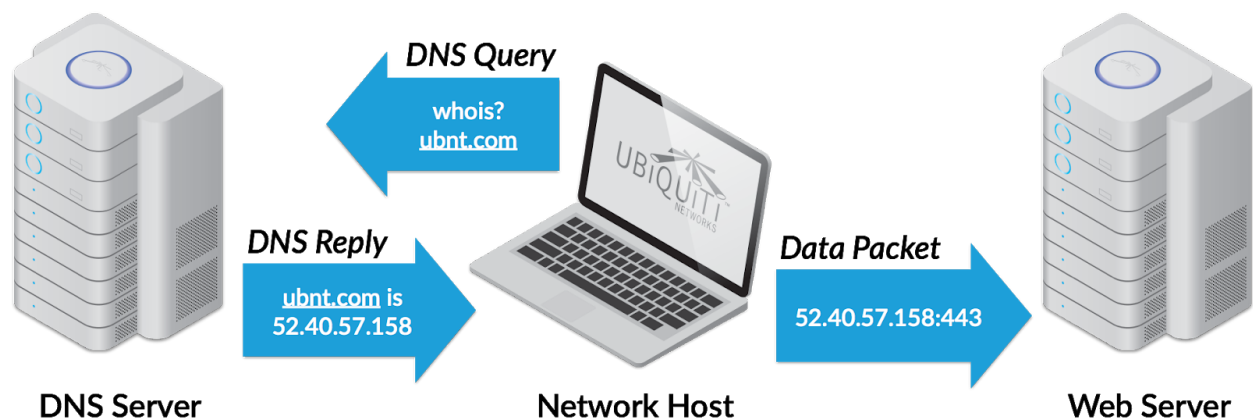 DNS Query
whois?
ubnt.com
UBiQUiTi™
NETWORKS
DNS Reply
ubnt.com is
52.40.57.158
Data Packet
52.40.57.158:443
DNS Server
Network Host
Web Server